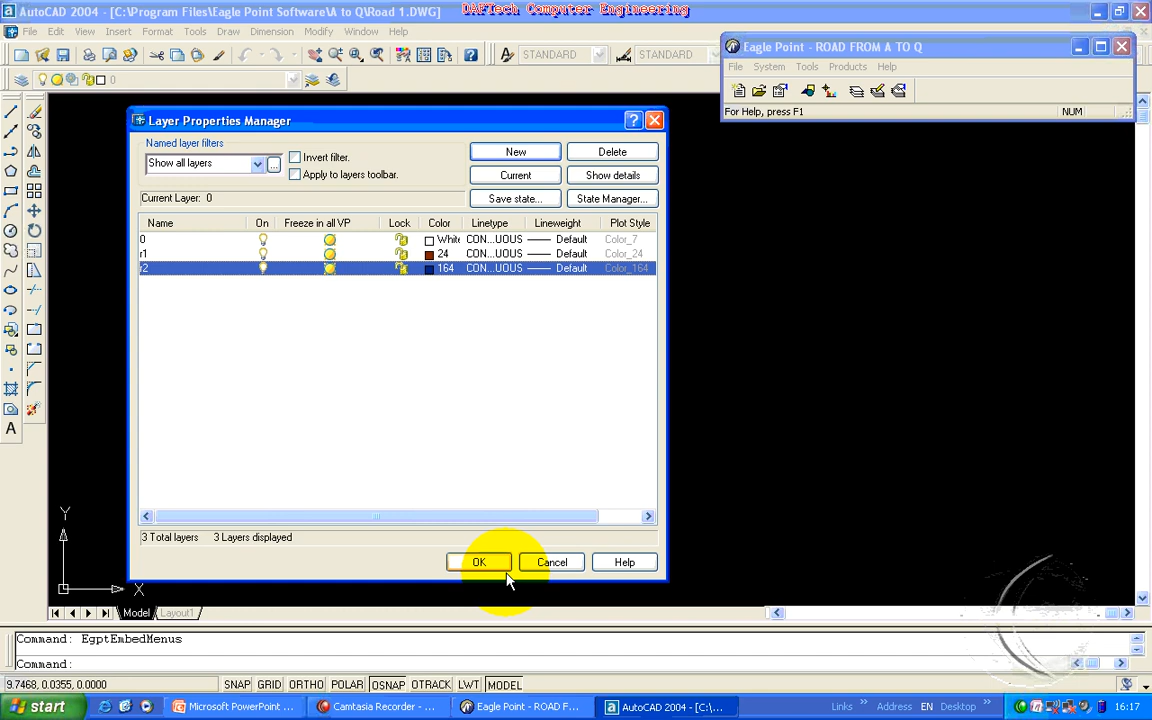 AutoCAD 2004 - [C:\Program Files\Eagle Point Software\A to Q\Road 1.DWG]
DAFTech Computer Engineering
File Edit View Insert Format Tools Draw Dimension Modify Window Help
STANDARD STANDARD
0
Eagle Point - ROAD FROM A TO Q
File System Tools Products Help
For Help, press F1 NUM
Layer Properties Manager
Named layer filters
Show all layers
...
Invert filter.
Apply to layers toolbar.
New Delete
Current Show details
Save state... State Manager...
Current Layer: 0
Name On Freeze in all VP Lock Color Linetype Lineweight Plot Style
0 White CON...UOUS Default Color_7
r1 24 CON...UOUS Default Color_24
r2 164 CON...UOUS Default Color_164
3 Total layers 3 Layers displayed
OK Cancel Help
Y
X
Model Layout1
Command: EgptEmbedMenus
Command:
9.7468, 0.0355, 0.0000 SNAP GRID ORTHO POLAR OSNAP OTRACK LWT MODEL
start Microsoft PowerPoint ... Camtasia Recorder - ... Eagle Point - ROAD F... AutoCAD 2004 - [C:\... Links » Address EN Desktop » 16:17